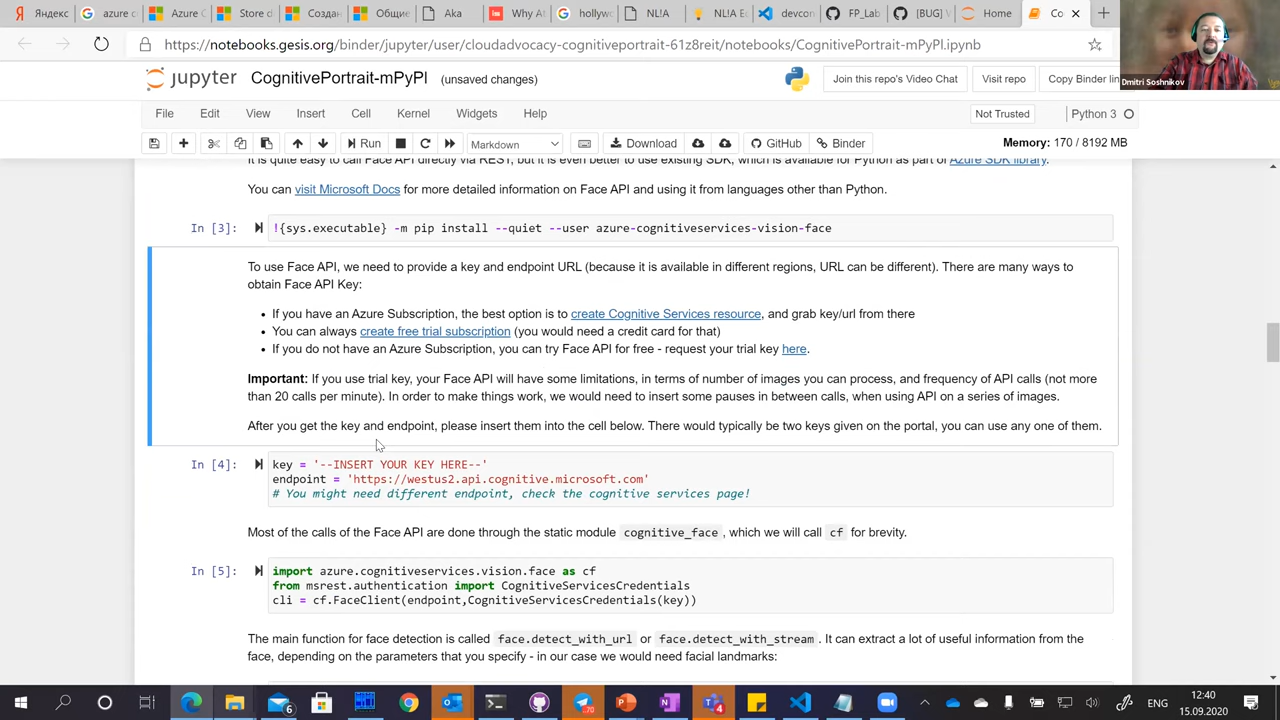 Яндекс
azure c
Azure C
Store d
Создан
Общий
Aka
Why Af
hollyw
NL!A
NL!A Ec
devcon
FP_Lab
[BUG] V
Home
Co
https://notebooks.gesis.org/binder/jupyter/user/cloudadvocacy-cognitiveportrait-61z8reit/notebooks/CognitivePortrait-mPyPl.ipynb
Dmitri Soshnikov
jupyter CognitivePortrait-mPyPl (unsaved changes)
Join this repo's Video Chat Visit repo Copy Binder lin
File Edit View Insert Cell Kernel Widgets Help Not Trusted Python 3
Run Markdown Download GitHub Binder Memory: 170 / 8192 MB
It is quite easy to call Face API directly via REST, but it is even better to use existing SDK, which is available for Python as part of Azure SDK library.
You can visit Microsoft Docs for more detailed information on Face API and using it from languages other than Python.
In [3]: !{sys.executable} -m pip install --quiet --user azure-cognitiveservices-vision-face
To use Face API, we need to provide a key and endpoint URL (because it is available in different regions, URL can be different). There are many ways to
obtain Face API Key:
• If you have an Azure Subscription, the best option is to create Cognitive Services resource, and grab key/url from there
• You can always create free trial subscription (you would need a credit card for that)
• If you do not have an Azure Subscription, you can try Face API for free - request your trial key here.
Important: If you use trial key, your Face API will have some limitations, in terms of number of images you can process, and frequency of API calls (not more
than 20 calls per minute). In order to make things work, we would need to insert some pauses in between calls, when using API on a series of images.
After you get the key and endpoint, please insert them into the cell below. There would typically be two keys given on the portal, you can use any one of them.
In [4]: key = '--INSERT YOUR KEY HERE--'
endpoint = 'https://westus2.api.cognitive.microsoft.com'
# You might need different endpoint, check the cognitive services page!
Most of the calls of the Face API are done through the static module cognitive_face , which we will call cf for brevity.
In [5]: import azure.cognitiveservices.vision.face as cf
from msrest.authentication import CognitiveServicesCredentials
cli = cf.FaceClient(endpoint,CognitiveServicesCredentials(key))
The main function for face detection is called face.detect_with_url or face.detect_with_stream . It can extract a lot of useful information from the
face, depending on the parameters that you specify - in our case we would need facial landmarks:
ENG
12:40
15.09.2020